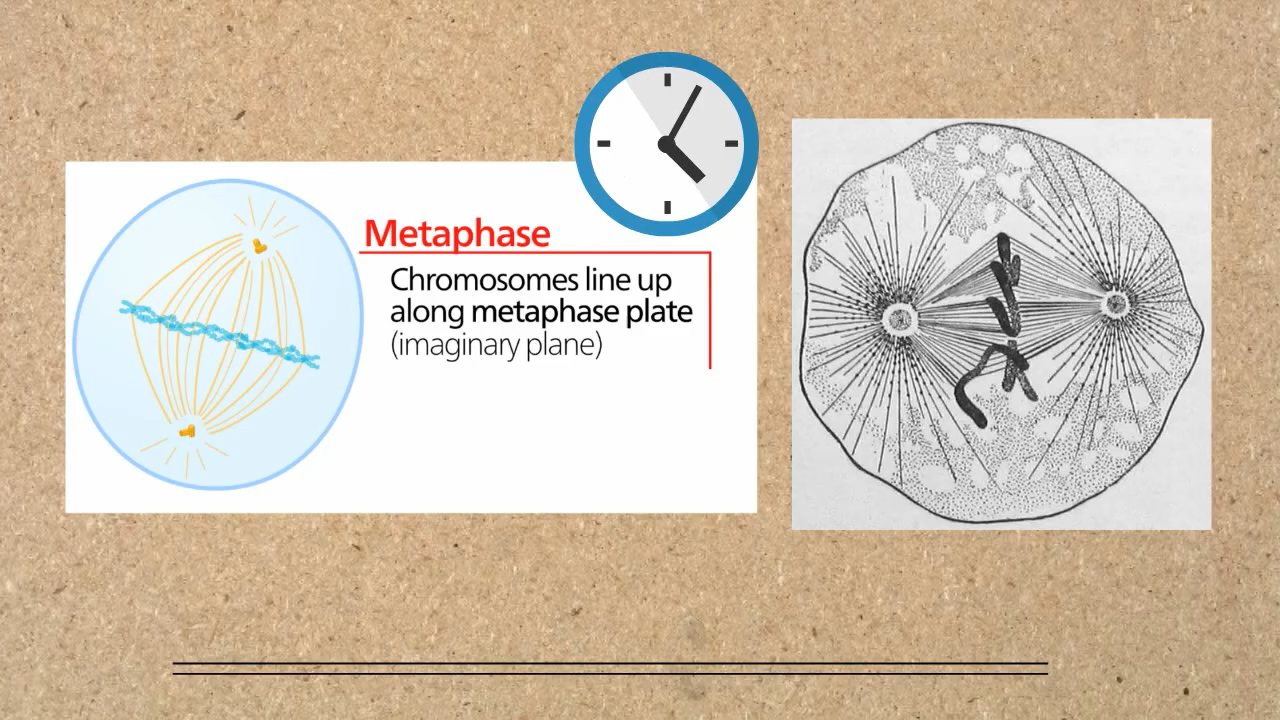 Metaphase
Chromosomes line up
along metaphase plate
(imaginary plane)